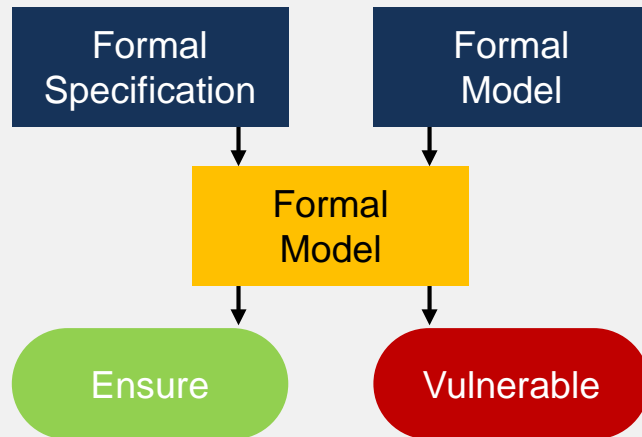 Formal
Specification
Formal
Model
Formal
Model
Ensure
Vulnerable